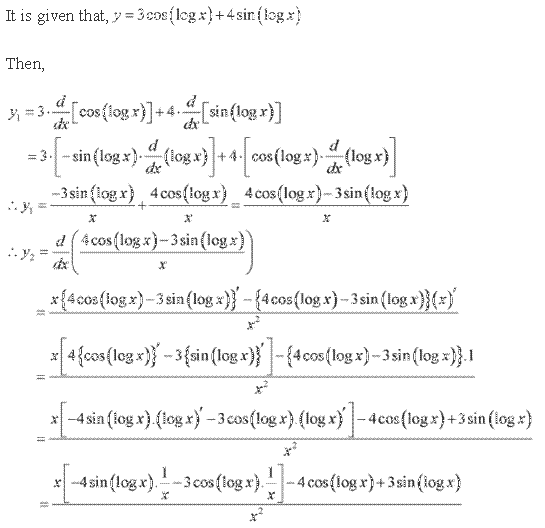 It is given that, y = 3cos(log x) + 4sin(log x)
Then,
y₁ = 3 · d/dx [cos(log x)] + 4 · d/dx [sin(log x)]
= 3 · [−sin(log x) · d/dx (log x)] + 4 · [cos(log x) · d/dx (log x)]
∴ y₁ = −3sin(log x)/x + 4cos(log x)/x = (4cos(log x) − 3sin(log x))/x
∴ y₂ = d/dx ((4cos(log x) − 3sin(log x))/x)
= (x{4cos(log x) − 3sin(log x)}′ − {4cos(log x) − 3sin(log x)}(x)′)/x²
= (x[4{cos(log x)}′ − 3{sin(log x)}′] − {4cos(log x) − 3sin(log x)}.1)/x²
= (x[−4sin(log x).(log x)′ − 3cos(log x).(log x)′] − 4cos(log x) + 3sin(log x))/x²
= (x[−4sin(log x).1/x − 3cos(log x).1/x] − 4cos(log x) + 3sin(log x))/x²